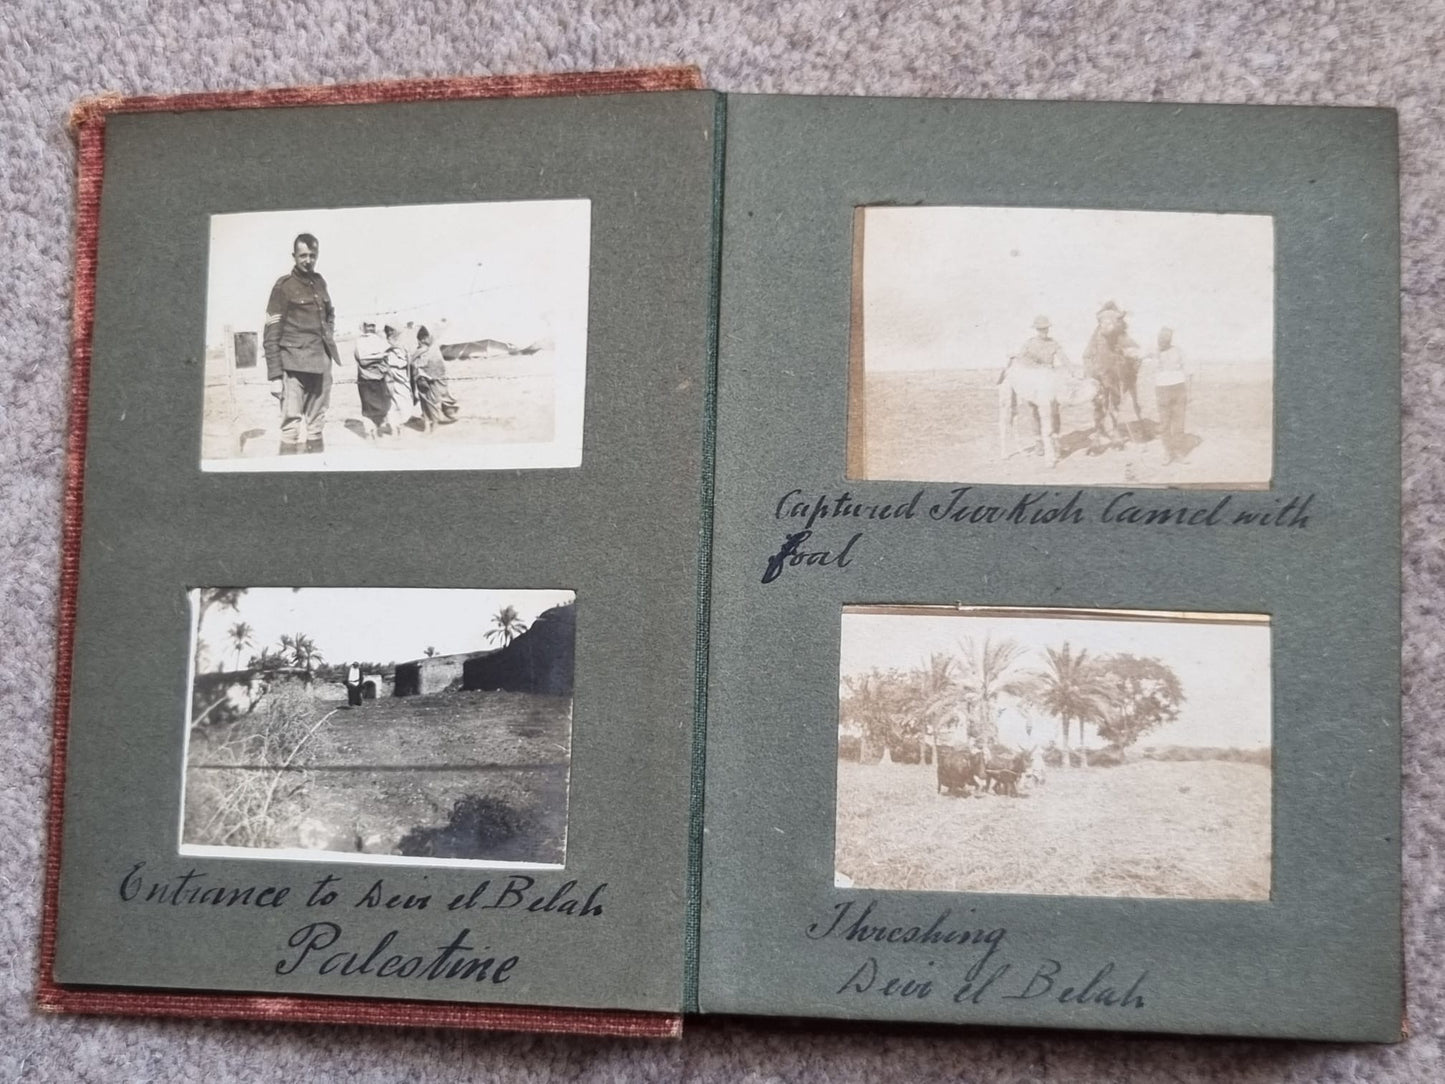 Entrance to Deir el Belah
Palestine
Captured Turkish Camel with
foal
Threshing
Deir el Belah